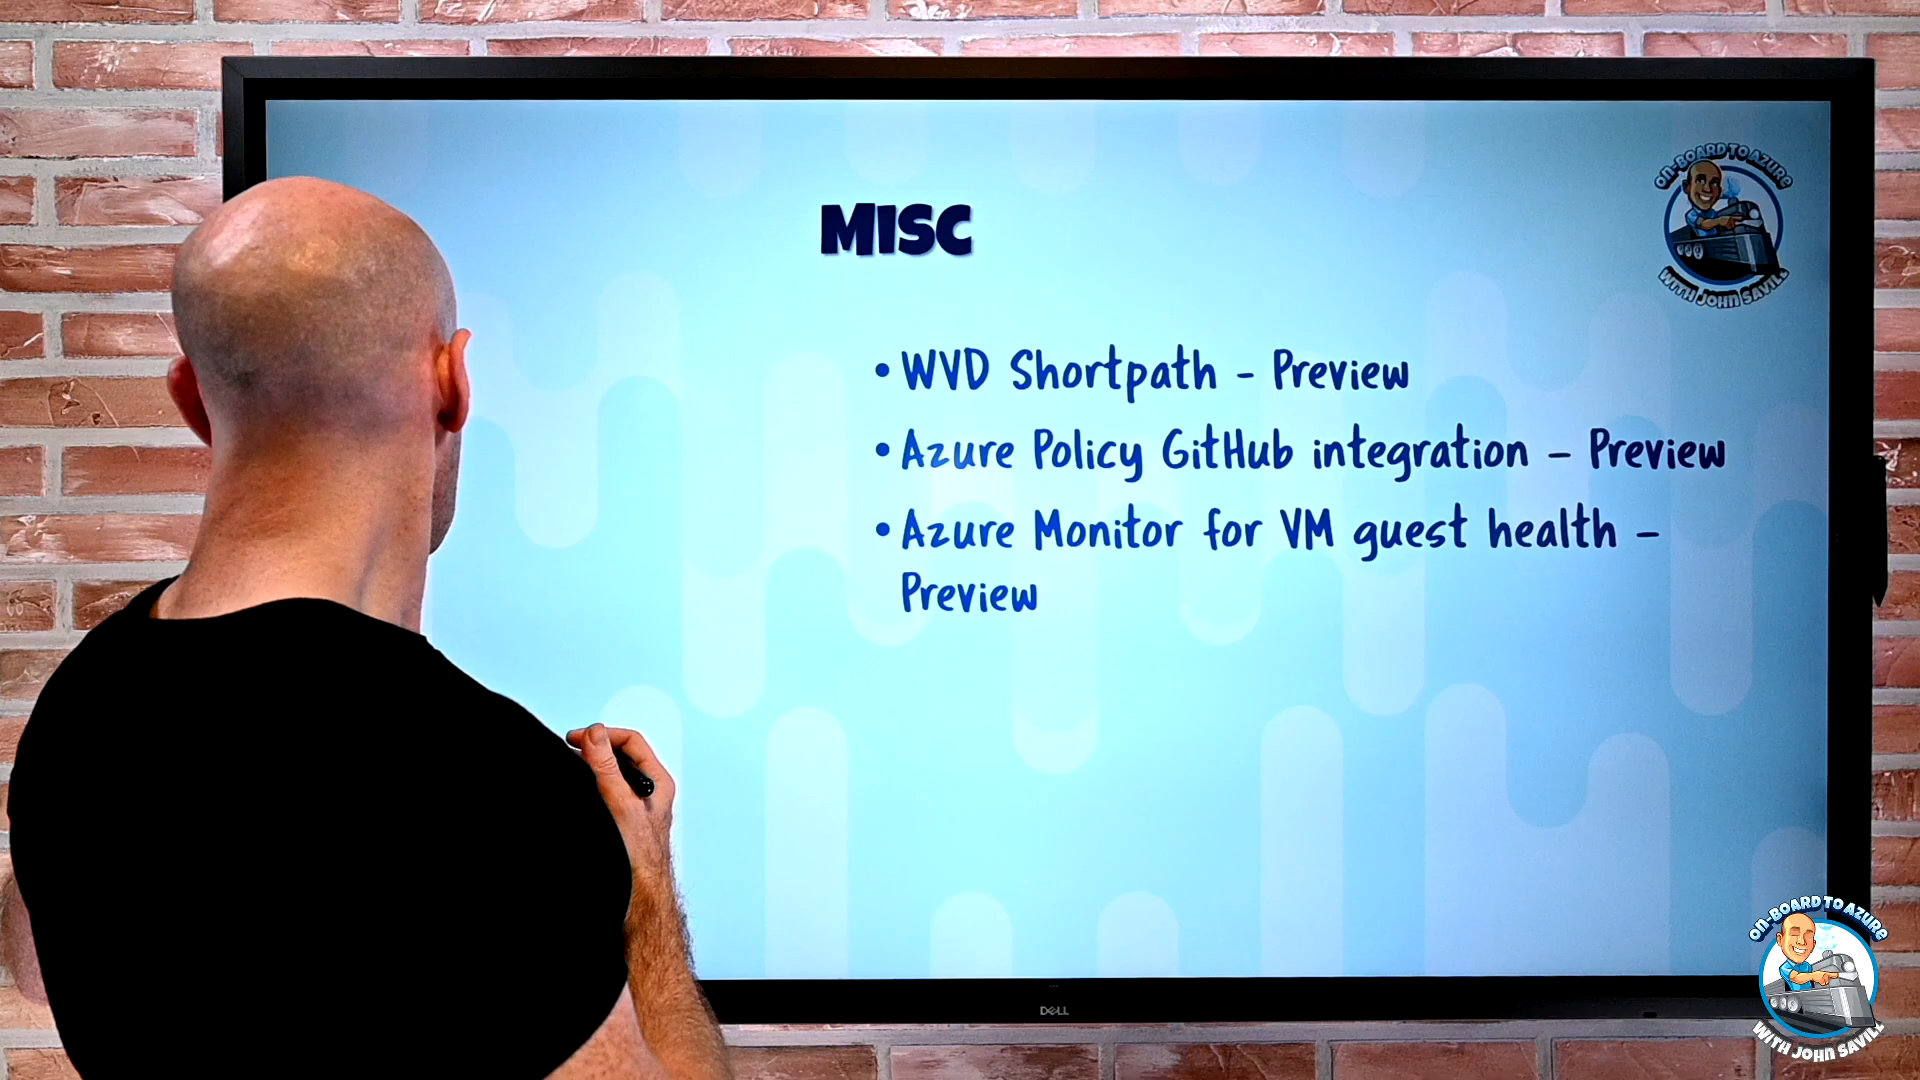 ON-BOARD TO AZURE
WITH JOHN SAVILL
MISC
• WVD Shortpath - Preview
• Azure Policy GitHub integration – Preview
• Azure Monitor for VM guest health –
Preview
DELL
ON-BOARD TO AZURE
WITH JOHN SAVILL